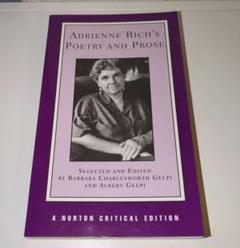 ADRIENNE RICH'S
POETRY AND PROSE
SELECTED AND EDITED
BY BARBARA CHARLESWORTH GELPI
AND ALBERT GELPI
A NORTON CRITICAL EDITION